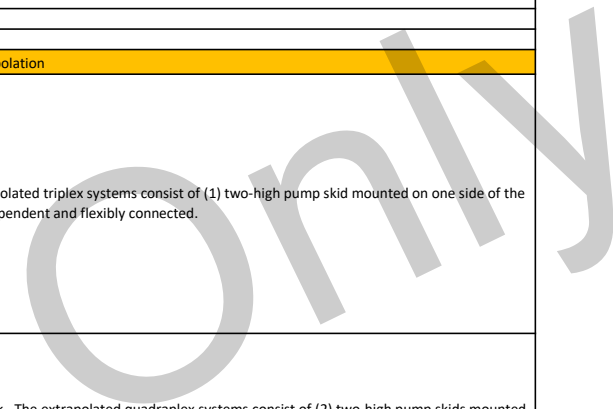 olation
olated triplex systems consist of (1) two-high pump skid mounted on one side of the
pendent and flexibly connected.
The extrapolated quadraplex systems consist of (2) two-high pump skids mounted
Only